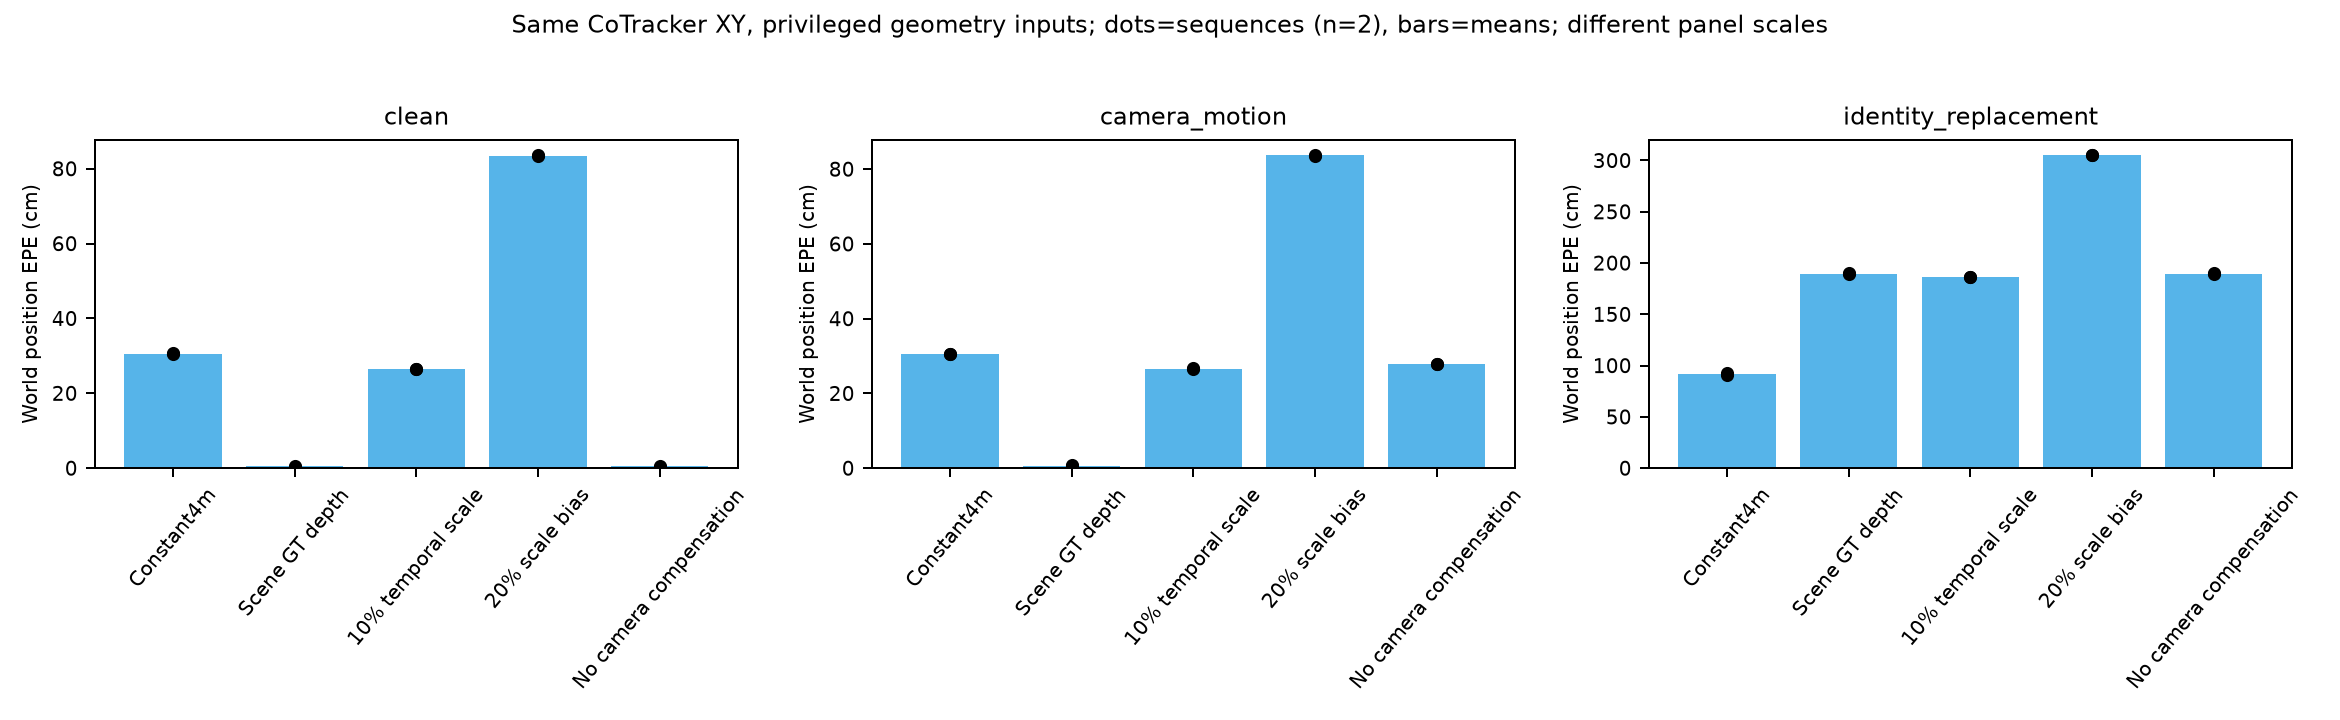 Same CoTracker XY, privileged geometry inputs; dots=sequences (n=2), bars=means; different panel scales
clean
World position EPE (cm)
80
60
40
20
0
Constant4m
Scene GT depth
10% temporal scale
20% scale bias
No camera compensation
camera_motion
World position EPE (cm)
80
60
40
20
0
Constant4m
Scene GT depth
10% temporal scale
20% scale bias
No camera compensation
identity_replacement
World position EPE (cm)
300
250
200
150
100
50
0
Constant4m
Scene GT depth
10% temporal scale
20% scale bias
No camera compensation